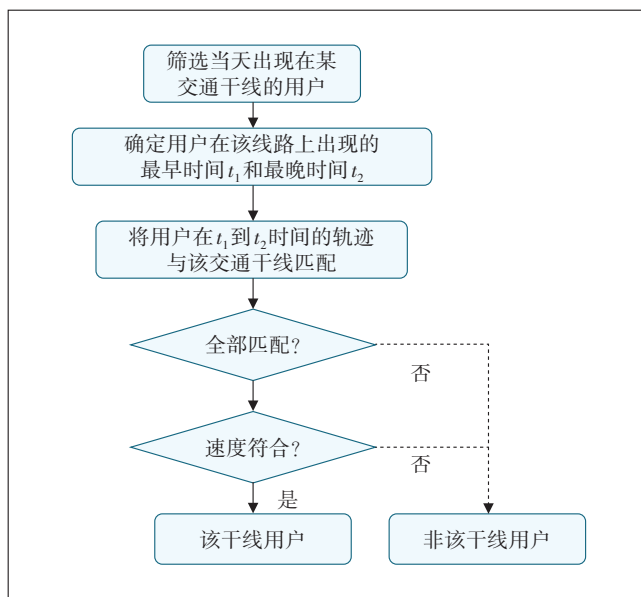 筛选当天出现在某
交通干线的用户
确定用户在该线路上出现的
最早时间t₁和最晚时间t₂
将用户在t₁到t₂时间的轨迹
与该交通干线匹配
全部匹配?
否
速度符合?
否
是
该干线用户
非该干线用户